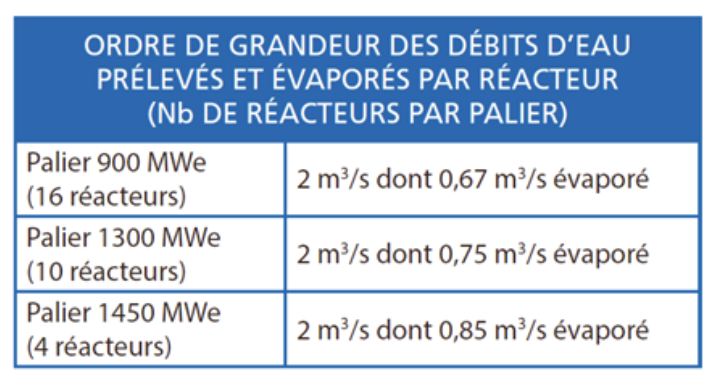 ORDRE DE GRANDEUR DES DÉBITS D’EAU
PRÉLEVÉS ET ÉVAPORÉS PAR RÉACTEUR
(Nb DE RÉACTEURS PAR PALIER)
Palier 900 MWe
(16 réacteurs)
2 m³/s dont 0,67 m³/s évaporé
Palier 1300 MWe
(10 réacteurs)
2 m³/s dont 0,75 m³/s évaporé
Palier 1450 MWe
(4 réacteurs)
2 m³/s dont 0,85 m³/s évaporé